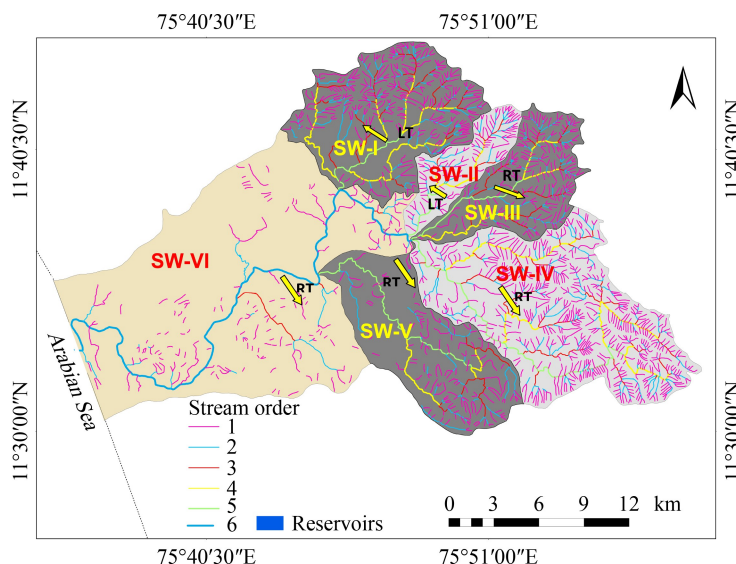 75°40′30″E 75°51′00″E
11°40′30″N 11°40′30″N
LT
SW-I
SW-II
RT
LT
SW-III
SW-VI
SW-IV
RT
RT
RT
SW-V
Arabian Sea
11°30′00″N 11°30′00″N
Stream order
1
2
3
4
5
6
Reservoirs
0 3 6 9 12 km
75°40′30″E 75°51′00″E